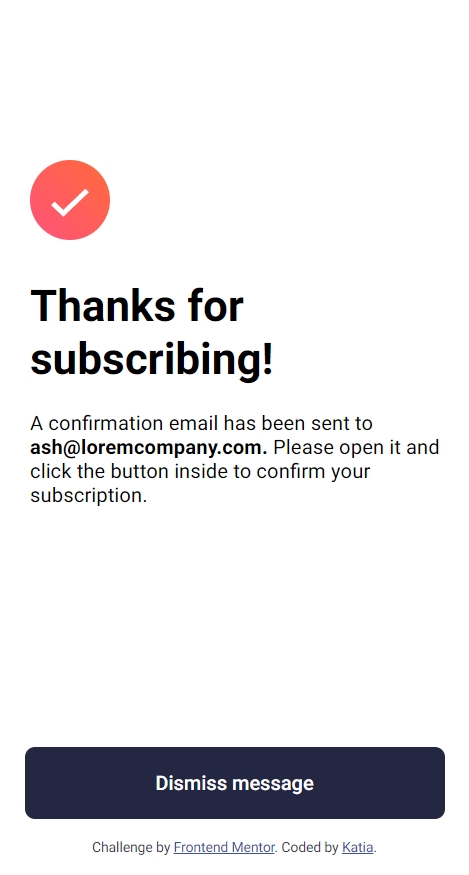 Thanks for
subscribing!
A confirmation email has been sent to
ash@loremcompany.com. Please open it and
click the button inside to confirm your
subscription.
Dismiss message
Challenge by Frontend Mentor. Coded by Katia.